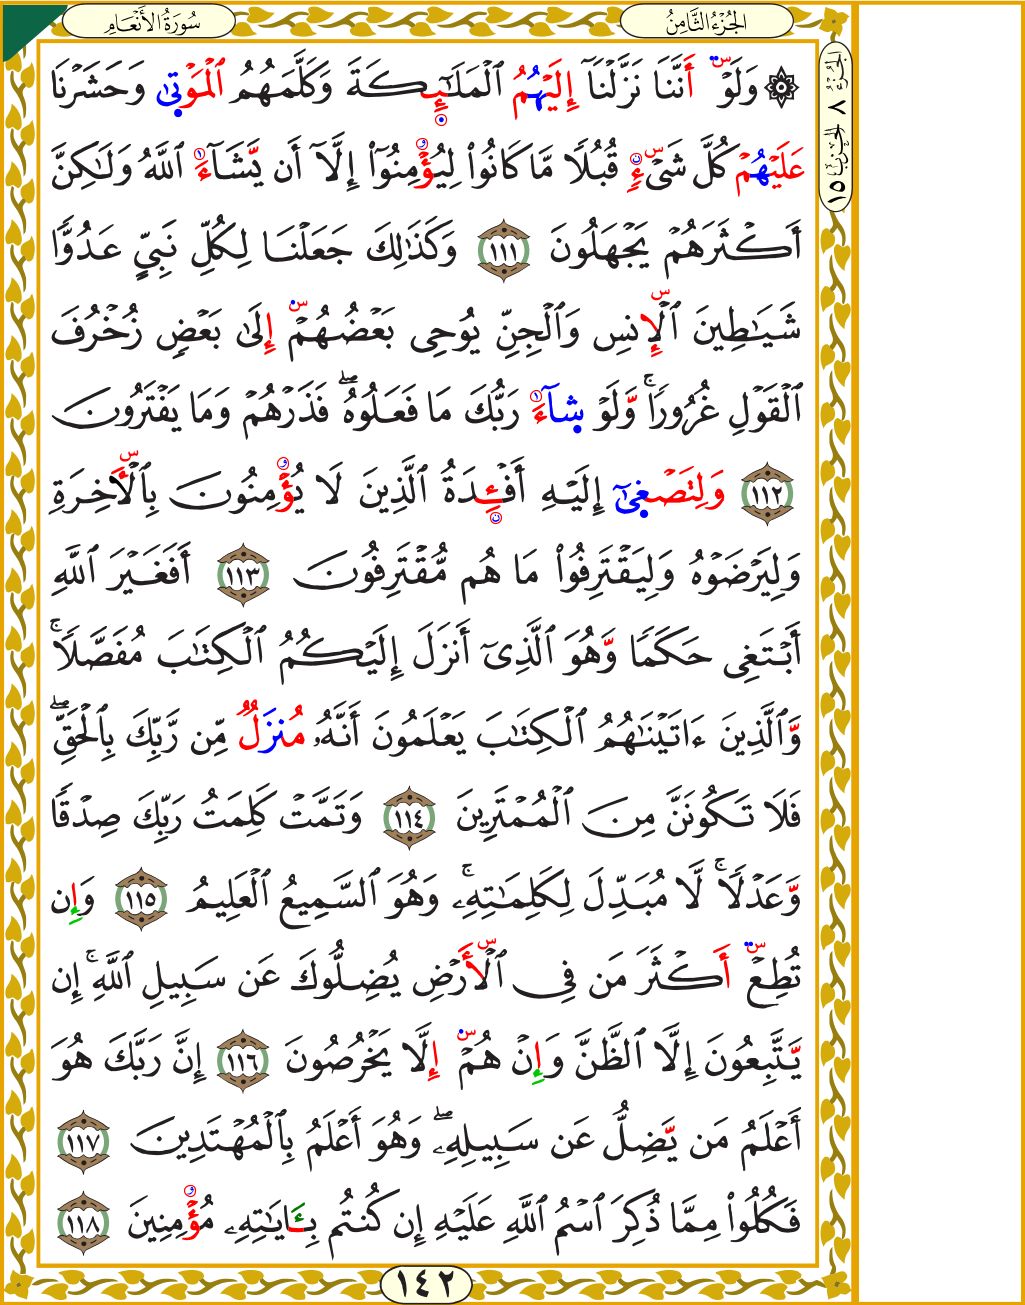 سُورَةُ الأَنْعَامِ
الجُزْءُ الثَّامِنُ
الجُزْءُ ٨ الحِزْبُ ١٥
۞ وَلَوْ أَنَّنَا نَزَّلْنَآ إِلَيْهُمُ ٱلْمَلَـٰٓئِكَةَ وَكَلَّمَهُمُ ٱلْمَوْتَىٰ وَحَشَرْنَا
عَلَيْهُمْ كُلَّ شَىْءٍ قُبُلًا مَّا كَانُوا۟ لِيُؤْمِنُوٓا۟ إِلَّآ أَن يَّشَآءَ ٱللَّهُ وَلَـٰكِنَّ
أَكْثَرَهُمْ يَجْهَلُونَ ١١١ وَكَذَٰلِكَ جَعَلْنَا لِكُلِّ نَبِىٍّ عَدُوًّا
شَيَـٰطِينَ ٱلْإِنسِ وَٱلْجِنِّ يُوحِى بَعْضُهُمْ إِلَىٰ بَعْضٍ زُخْرُفَ
ٱلْقَوْلِ غُرُورًا ۚ وَّلَوْ شَآءَ رَبُّكَ مَا فَعَلُوهُ ۖ فَذَرْهُمْ وَمَا يَفْتَرُونَ
١١٢ وَلِتَصْغَىٰٓ إِلَيْهِ أَفْـِٔدَةُ ٱلَّذِينَ لَا يُؤْمِنُونَ بِٱلْأَخِرَةِ
وَلِيَرْضَوْهُ وَلِيَقْتَرِفُوا۟ مَا هُم مُّقْتَرِفُونَ ١١٣ أَفَغَيْرَ ٱللَّهِ
أَبْتَغِى حَكَمًا وَّهُوَ ٱلَّذِىٓ أَنزَلَ إِلَيْكُمُ ٱلْكِتَـٰبَ مُفَصَّلًا ۚ
وَّٱلَّذِينَ ءَاتَيْنَـٰهُمُ ٱلْكِتَـٰبَ يَعْلَمُونَ أَنَّهُۥ مُنزَلٌ مِّن رَّبِّكَ بِٱلْحَقِّ ۖ
فَلَا تَكُونَنَّ مِنَ ٱلْمُمْتَرِينَ ١١٤ وَتَمَّتْ كَلِمَتُ رَبِّكَ صِدْقًا
وَّعَدْلًا ۚ لَّا مُبَدِّلَ لِكَلِمَـٰتِهِۦ ۚ وَهُوَ ٱلسَّمِيعُ ٱلْعَلِيمُ ١١٥ وَإِن
تُطِعْ أَكْثَرَ مَن فِى ٱلْأَرْضِ يُضِلُّوكَ عَن سَبِيلِ ٱللَّهِ ۚ إِن
يَّتَّبِعُونَ إِلَّا ٱلظَّنَّ وَإِنْ هُمْ إِلَّا يَخْرُصُونَ ١١٦ إِنَّ رَبَّكَ هُوَ
أَعْلَمُ مَن يَّضِلُّ عَن سَبِيلِهِۦ ۖ وَهُوَ أَعْلَمُ بِٱلْمُهْتَدِينَ ١١٧
فَكُلُوا۟ مِمَّا ذُكِرَ ٱسْمُ ٱللَّهِ عَلَيْهِ إِن كُنتُم بِـَٔايَـٰتِهِۦ مُؤْمِنِينَ ١١٨
١٤٢